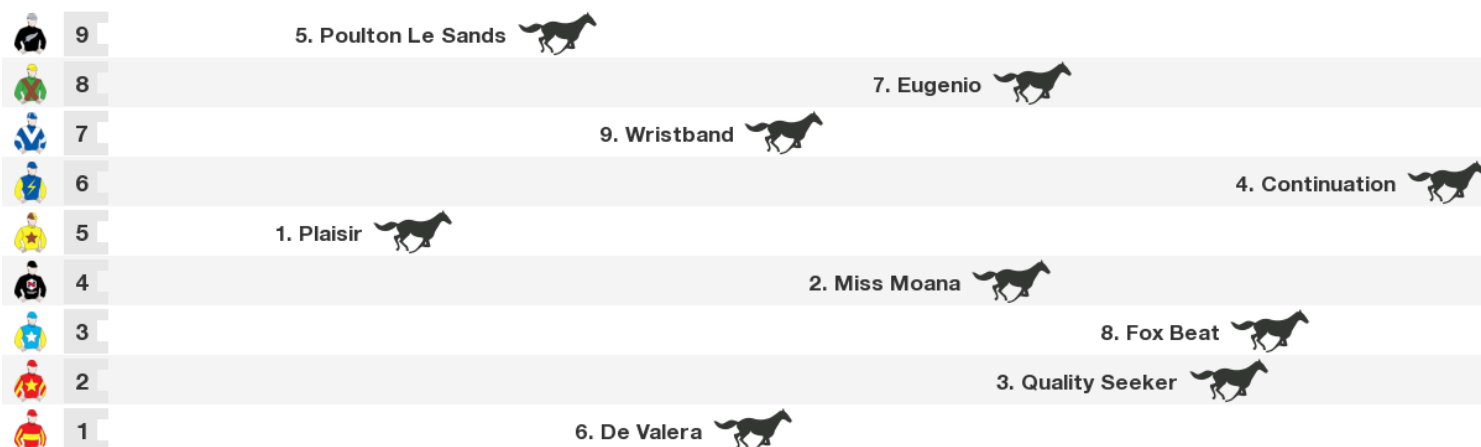 9 5. Poulton Le Sands
8 7. Eugenio
7 9. Wristband
6 4. Continuation
5 1. Plaisir
4 2. Miss Moana
3 8. Fox Beat
2 3. Quality Seeker
1 6. De Valera